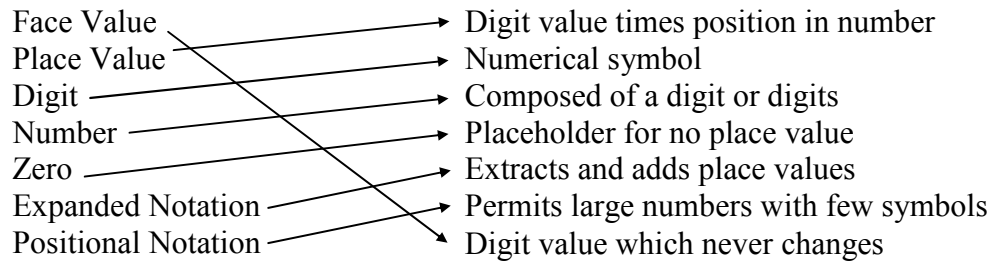 Face Value Digit value times position in number
Place Value Numerical symbol
Digit Composed of a digit or digits
Number Placeholder for no place value
Zero Extracts and adds place values
Expanded Notation Permits large numbers with few symbols
Positional Notation Digit value which never changes